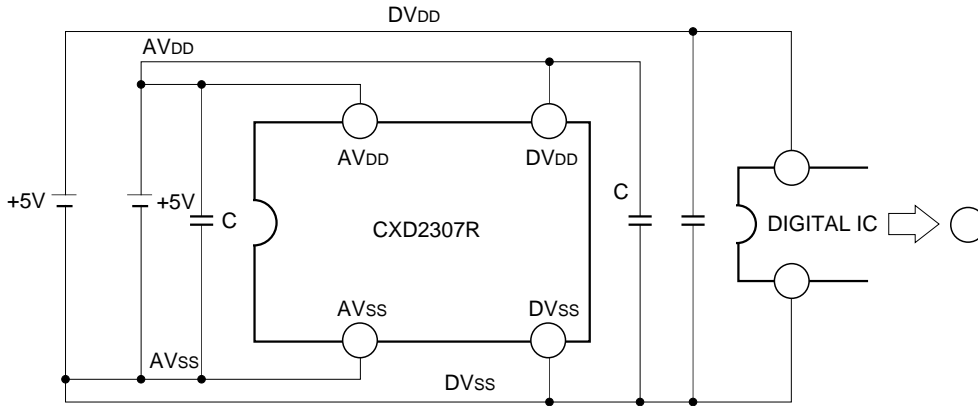 DVDD
AVDD
AVDD
DVDD
+5V
+5V
C
C
CXD2307R
DIGITAL IC
AVSS
DVSS
AVSS
DVSS